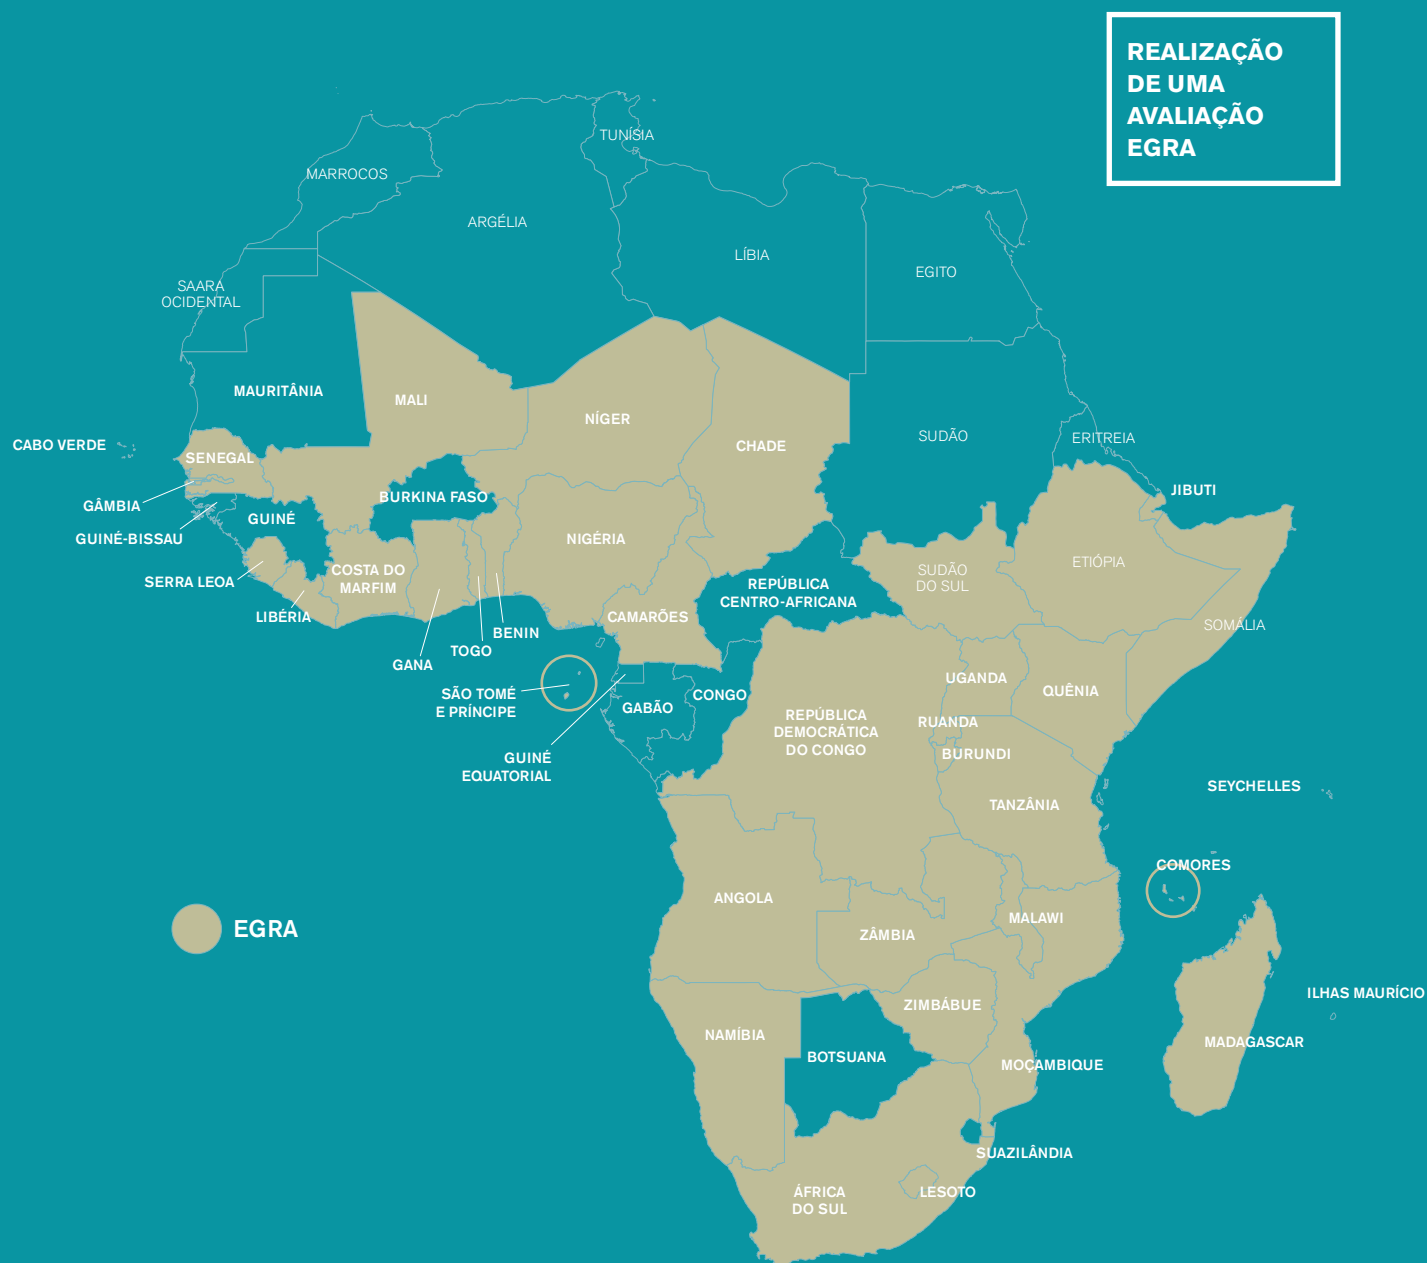 REALIZAÇÃO
DE UMA
AVALIAÇÃO
EGRA
TUNÍSIA
MARROCOS
ARGÉLIA
LÍBIA
EGITO
SAARA
OCIDENTAL
MAURITÂNIA
MALI
NÍGER
CHADE
SUDÃO
ERITREIA
CABO VERDE
SENEGAL
GÂMBIA
BURKINA FASO
JIBUTI
GUINÉ
GUINÉ-BISSAU
NIGÉRIA
ETIÓPIA
SERRA LEOA
COSTA DO
MARFIM
SUDÃO
DO SUL
REPÚBLICA
CENTRO-AFRICANA
LIBÉRIA
CAMARÕES
SOMÁLIA
BENIN
TOGO
GANA
UGANDA
QUÊNIA
SÃO TOMÉ
E PRÍNCIPE
GABÃO
CONGO
REPÚBLICA
DEMOCRÁTICA
DO CONGO
RUANDA
BURUNDI
GUINÉ
EQUATORIAL
SEYCHELLES
TANZÂNIA
COMORES
ANGOLA
MALAWI
EGRA
ZÂMBIA
ILHAS MAURÍCIO
ZIMBÁBUE
NAMÍBIA
MADAGASCAR
BOTSUANA
MOÇAMBIQUE
SUAZILÂNDIA
ÁFRICA
DO SUL
LESOTO